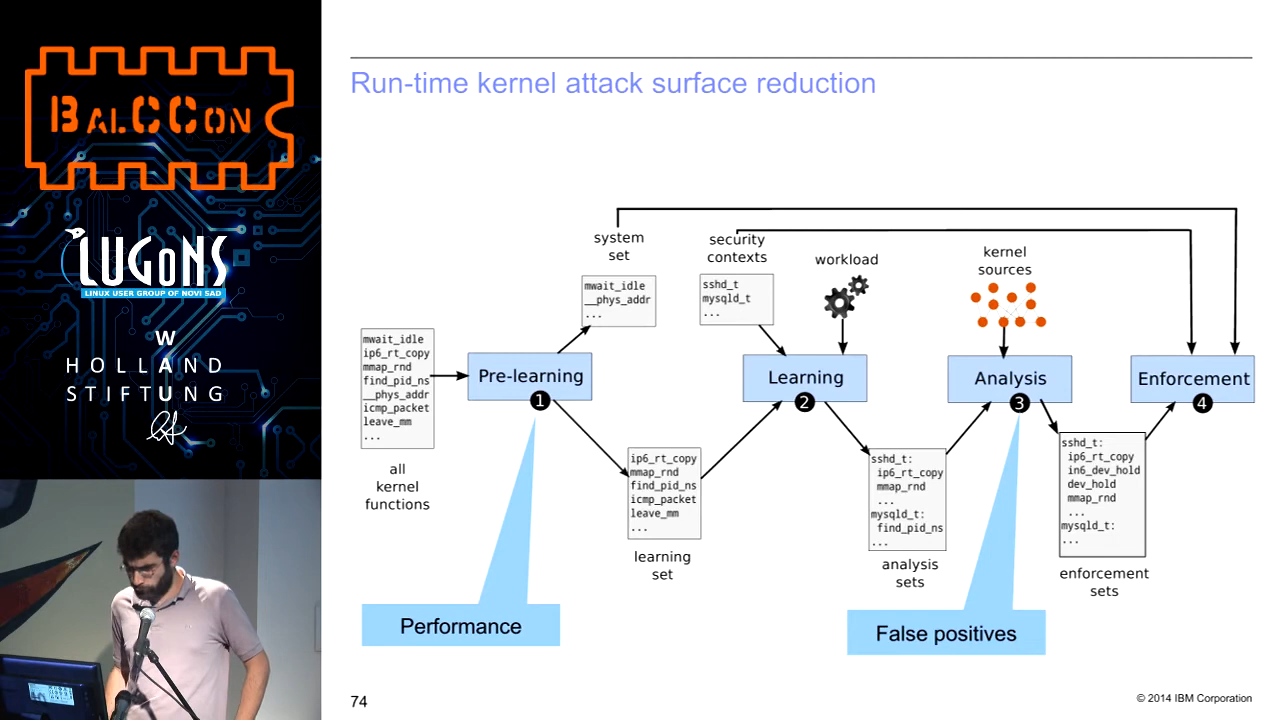 BALCCON
LUGoNS
LINUX USER GROUP OF NOVI SAD
W
HOLLAND
U
STIFTUNG
Run-time kernel attack surface reduction
system
set
mwait_idle
__phys_addr
...
security
contexts
sshd_t
mysqld_t
...
workload
kernel
sources
mwait_idle
ip6_rt_copy
mmap_rnd
find_pid_ns
__phys_addr
icmp_packet
leave_mm
...
all
kernel
functions
Pre-learning
1
Learning
2
Analysis
3
Enforcement
4
ip6_rt_copy
mmap_rnd
find_pid_ns
icmp_packet
leave_mm
...
learning
set
sshd_t:
ip6_rt_copy
mmap_rnd
...
mysqld_t:
find_pid_ns
...
analysis
sets
sshd_t:
ip6_rt_copy
in6_dev_hold
dev_hold
mmap_rnd
...
mysqld_t:
...
enforcement
sets
Performance
False positives
74
© 2014 IBM Corporation